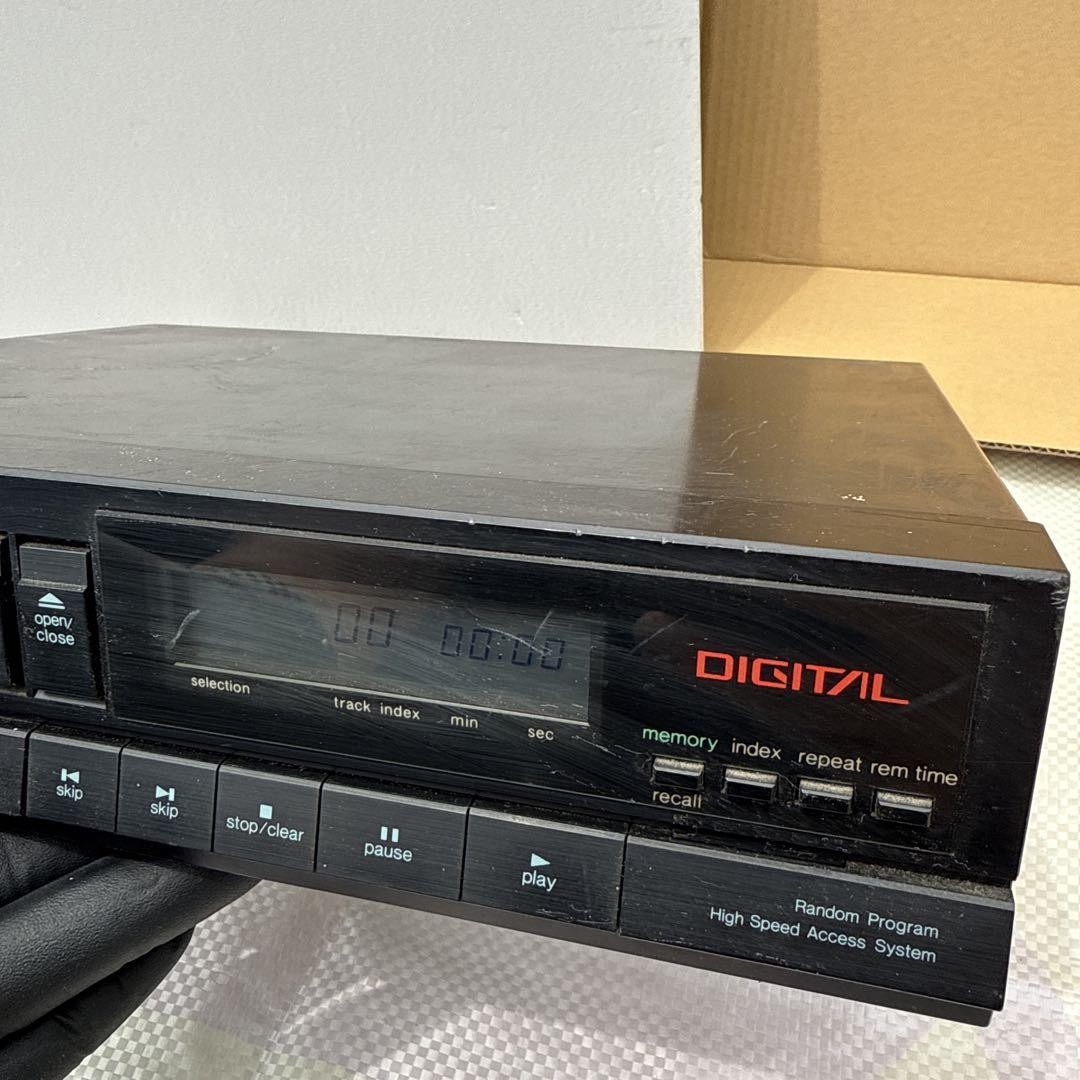 open/
close
00 00:00
selection
track index min sec
DIGITAL
memory index repeat rem time
recall
skip
skip
stop/clear
pause
play
Random Program
High Speed Access System